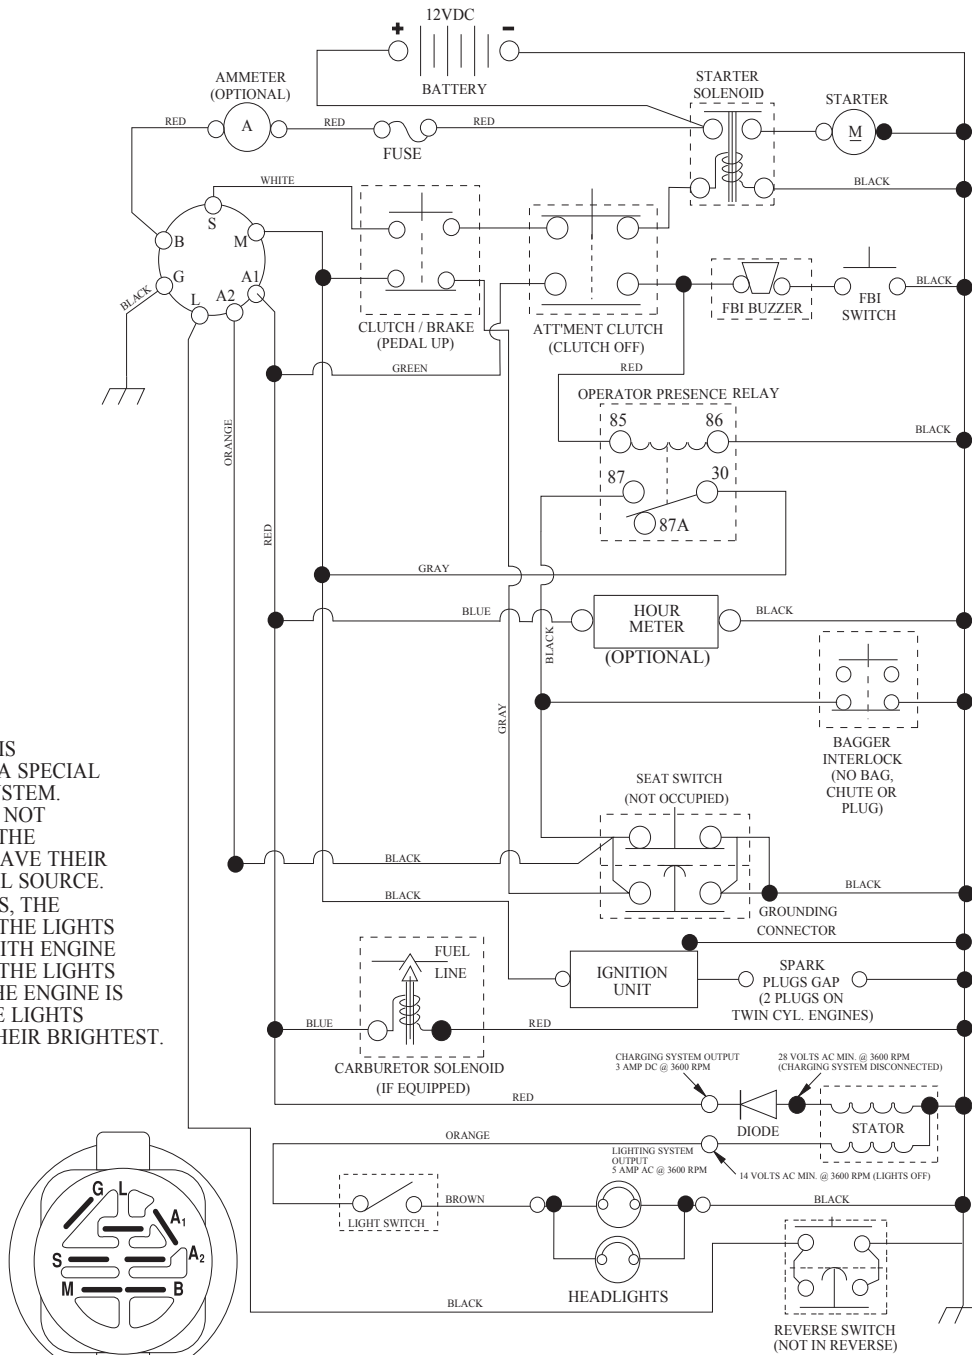 12VDC
+ -
BATTERY
AMMETER
(OPTIONAL)
A
RED
RED
RED
FUSE
STARTER
SOLENOID
STARTER
M
BLACK
WHITE
S
B
M
G
A1
A2
L
BLACK
CLUTCH / BRAKE
(PEDAL UP)
ATT'MENT CLUTCH
(CLUTCH OFF)
FBI BUZZER
FBI
SWITCH
BLACK
GREEN
RED
OPERATOR PRESENCE RELAY
85
86
BLACK
87
30
87A
ORANGE
RED
GRAY
BLUE
HOUR
METER
(OPTIONAL)
BLACK
BLACK
GRAY
BAGGER
INTERLOCK
(NO BAG,
CHUTE OR
PLUG)
SEAT SWITCH
(NOT OCCUPIED)
IS
A SPECIAL
YSTEM.
NOT
THE
AVE THEIR
L SOURCE.
S, THE
THE LIGHTS
ITH ENGINE
THE LIGHTS
HE ENGINE IS
E LIGHTS
HEIR BRIGHTEST.
BLACK
BLACK
BLACK
GROUNDING
CONNECTOR
FUEL
LINE
IGNITION
UNIT
SPARK
PLUGS GAP
(2 PLUGS ON
TWIN CYL. ENGINES)
BLUE
RED
CARBURETOR SOLENOID
(IF EQUIPPED)
CHARGING SYSTEM OUTPUT
3 AMP DC @ 3600 RPM
28 VOLTS AC MIN. @ 3600 RPM
(CHARGING SYSTEM DISCONNECTED)
RED
DIODE
STATOR
ORANGE
LIGHTING SYSTEM
OUTPUT
5 AMP AC @ 3600 RPM
14 VOLTS AC MIN. @ 3600 RPM (LIGHTS OFF)
LIGHT SWITCH
BROWN
BLACK
HEADLIGHTS
BLACK
REVERSE SWITCH
(NOT IN REVERSE)
G
L
A1
S
A2
M
B